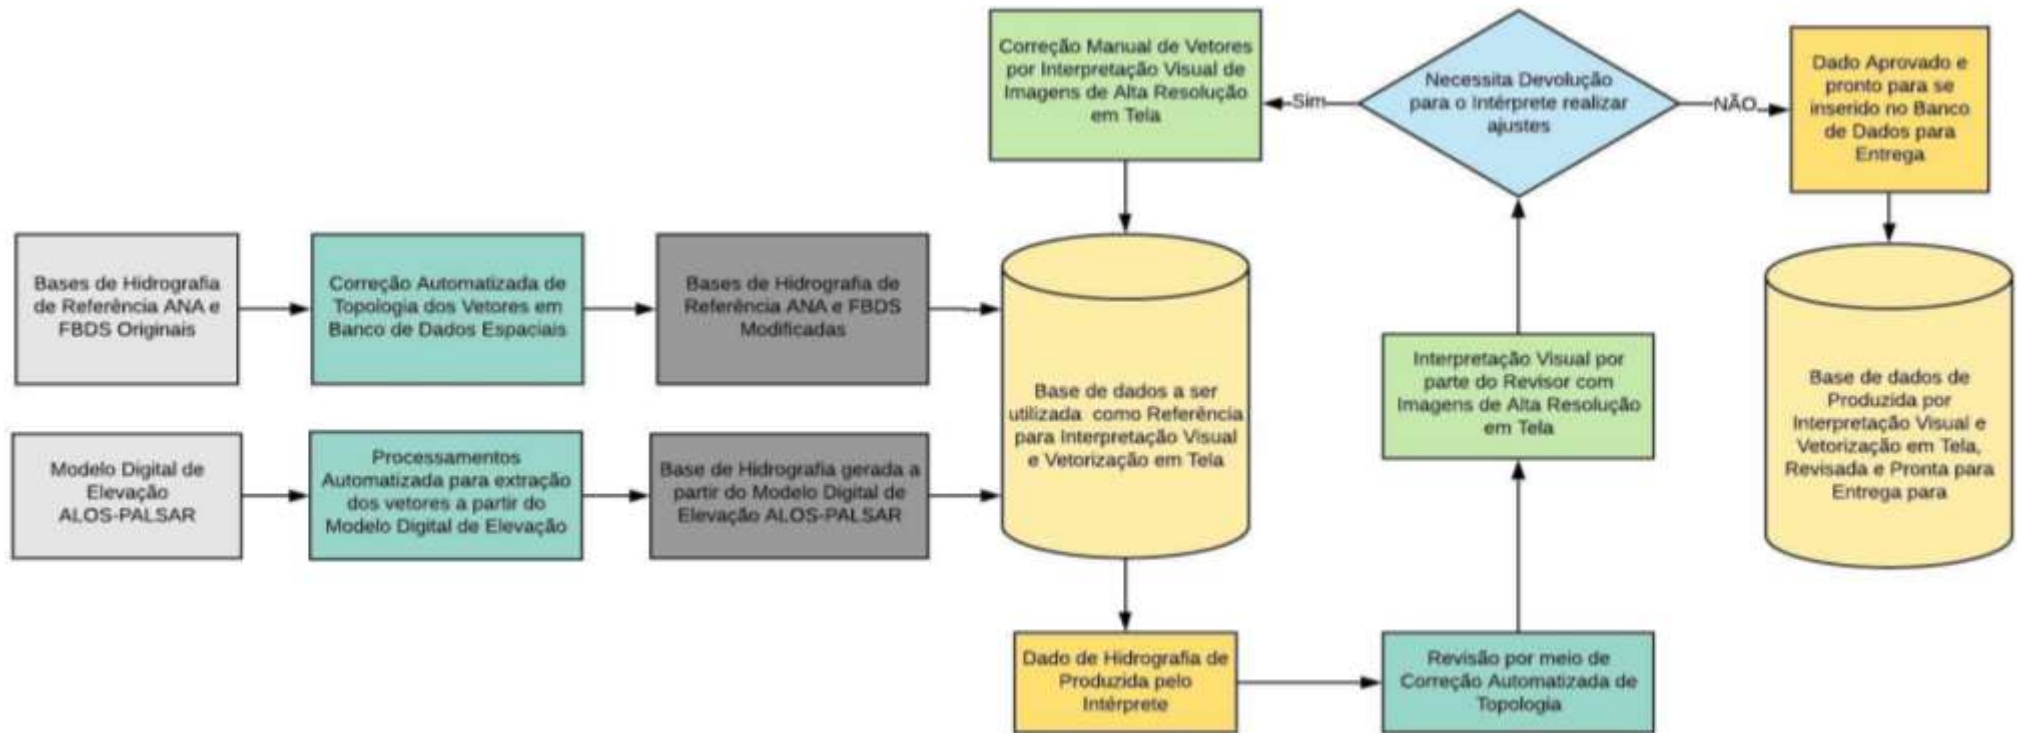 Correção Manual de Vetores
por Interpretação Visual de
Imagens de Alta Resolução
em Tela
Sim
Necessita Devolução
para o Intérprete realizar
ajustes
NÃO
Dado Aprovado e
pronto para se
inserido no Banco
de Dados para
Entrega
Bases de Hidrografia
de Referência ANA e
FBDS Originais
Correção Automatizada de
Topologia dos Vetores em
Banco de Dados Espaciais
Bases de Hidrografia de
Referência ANA e FBDS
Modificadas
Modelo Digital de
Elevação
ALOS-PALSAR
Processamentos
Automatizada para extração
dos vetores a partir do
Modelo Digital de Elevação
Base de Hidrografia gerada a
partir do Modelo Digital de
Elevação ALOS-PALSAR
Base de dados a ser
utilizada como Referência
para Interpretação Visual
e Vetorização em Tela
Interpretação Visual por
parte do Revisor com
Imagens de Alta Resolução
em Tela
Base de dados de
Produzida por
Interpretação Visual e
Vetorização em Tela,
Revisada e Pronta para
Entrega para
Dado de Hidrografia de
Produzida pelo
Intérprete
Revisão por meio de
Correção Automatizada de
Topologia